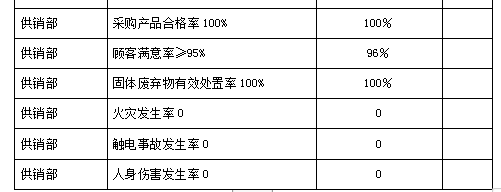 供销部 采购产品合格率100% 100%
供销部 顾客满意率≥95% 96%
供销部 固体废弃物有效处置率100% 100%
供销部 火灾发生率0 0
供销部 触电事故发生率0 0
供销部 人身伤害发生率0 0